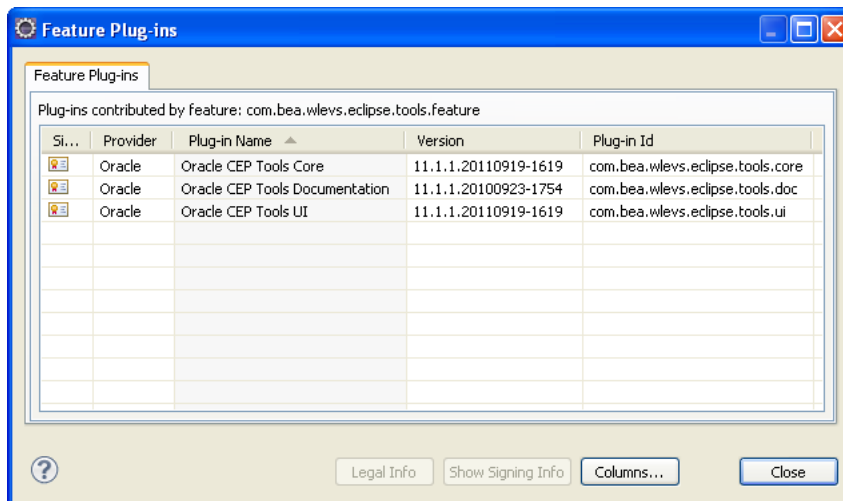 Feature Plug-ins
Feature Plug-ins
Plug-ins contributed by feature: com.bea.wlevs.eclipse.tools.feature
Si... Provider Plug-in Name Version Plug-in Id
Oracle Oracle CEP Tools Core 11.1.1.20110919-1619 com.bea.wlevs.eclipse.tools.core
Oracle Oracle CEP Tools Documentation 11.1.1.20100923-1754 com.bea.wlevs.eclipse.tools.doc
Oracle Oracle CEP Tools UI 11.1.1.20110919-1619 com.bea.wlevs.eclipse.tools.ui
? Legal Info Show Signing Info Columns... Close